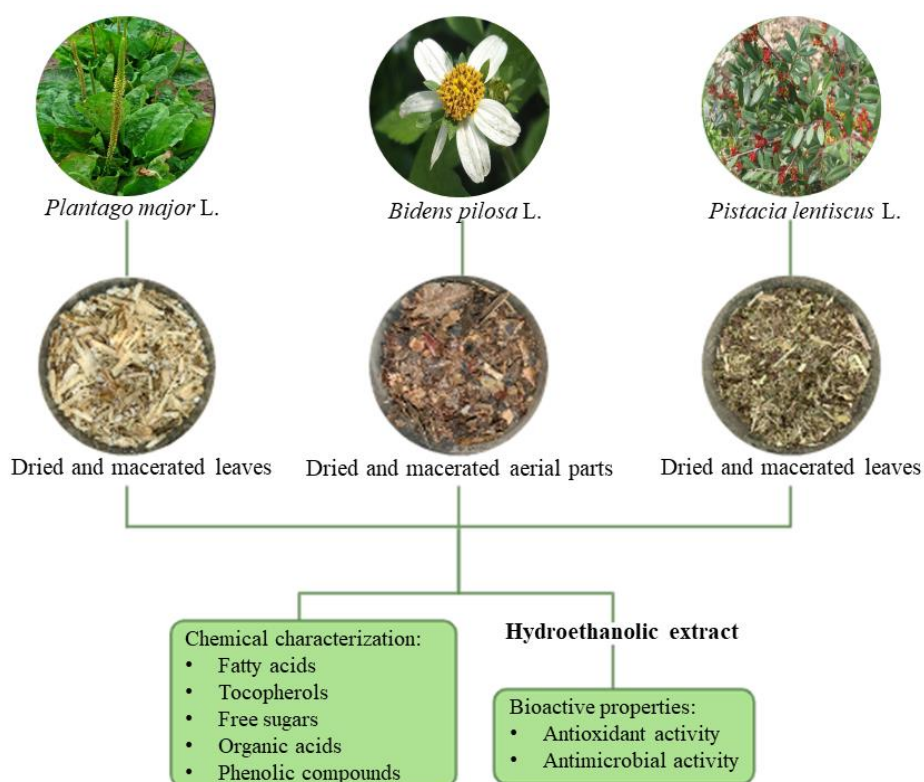 Plantago major L.
Bidens pilosa L.
Pistacia lentiscus L.
Dried and macerated leaves
Dried and macerated aerial parts
Dried and macerated leaves
Chemical characterization:
• Fatty acids
• Tocopherols
• Free sugars
• Organic acids
• Phenolic compounds
Hydroethanolic extract
Bioactive properties:
• Antioxidant activity
• Antimicrobial activity